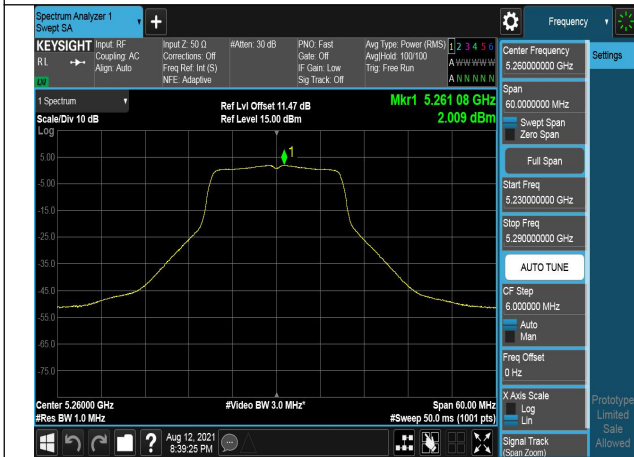 Spectrum Analyzer 1
Swept SA
+
Frequency
KEYSIGHT
RL
Input: RF
Coupling: AC
Align: Auto
Input Z: 50 Ω
Corrections: Off
Freq Ref: Int (S)
NFE: Adaptive
#Atten: 30 dB
PNO: Fast
Gate: Off
IF Gain: Low
Sig Track: Off
Avg Type: Power (RMS)
Avg|Hold: 100/100
Trig: Free Run
1 2 3 4 5 6
A W W W W W
A N N N N N
Center Frequency
5.260000000 GHz
Settings
Span
60.0000000 MHz
Swept Span
Zero Span
Full Span
Start Freq
5.230000000 GHz
Stop Freq
5.290000000 GHz
AUTO TUNE
CF Step
6.000000 MHz
Auto
Man
Freq Offset
0 Hz
X Axis Scale
Log
Lin
Signal Track
(Span Zoom)
Prototype
Limited
Sale
Allowed
1 Spectrum
Scale/Div 10 dB
Log
Ref Lvl Offset 11.47 dB
Ref Level 15.00 dBm
Mkr1 5.261 08 GHz
2.009 dBm
1
5.00
-5.00
-15.0
-25.0
-35.0
-45.0
-55.0
-65.0
-75.0
Center 5.26000 GHz
#Res BW 1.0 MHz
#Video BW 3.0 MHz*
Span 60.00 MHz
#Sweep 50.0 ms (1001 pts)
?
Aug 12, 2021
8:39:25 PM